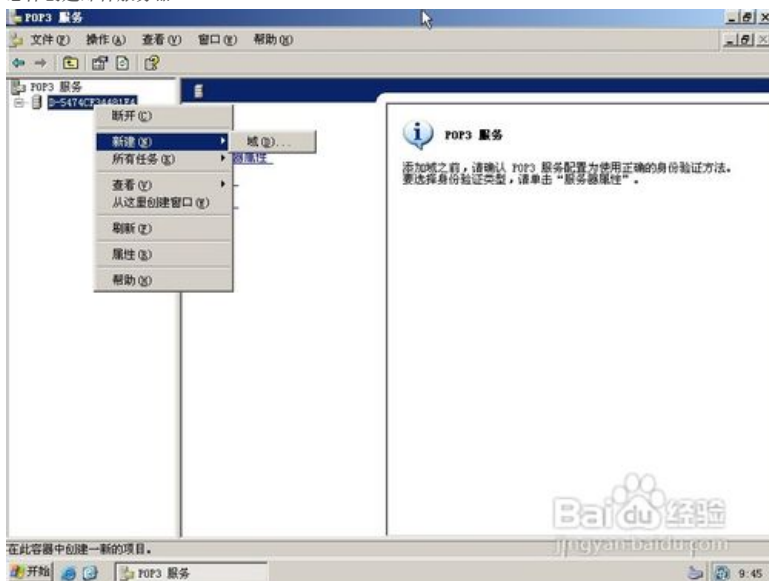 POP3 服务
文件(F) 操作(A) 查看(V) 窗口(W) 帮助(H)
POP3 服务
D-5474CF34481F4
断开(C)
新建(N)
域(D)...
所有任务(K)
器属性
查看(V)
从这里创建窗口(W)
刷新(F)
属性(R)
帮助(H)
POP3 服务
添加域之前，请确认 POP3 服务配置为使用正确的身份验证方法。
要选择身份验证类型，请单击“服务器属性”。
在此容器中创建一新的项目。
开始
POP3 服务
9:45
Baidu 经验
jingyan.baidu.com